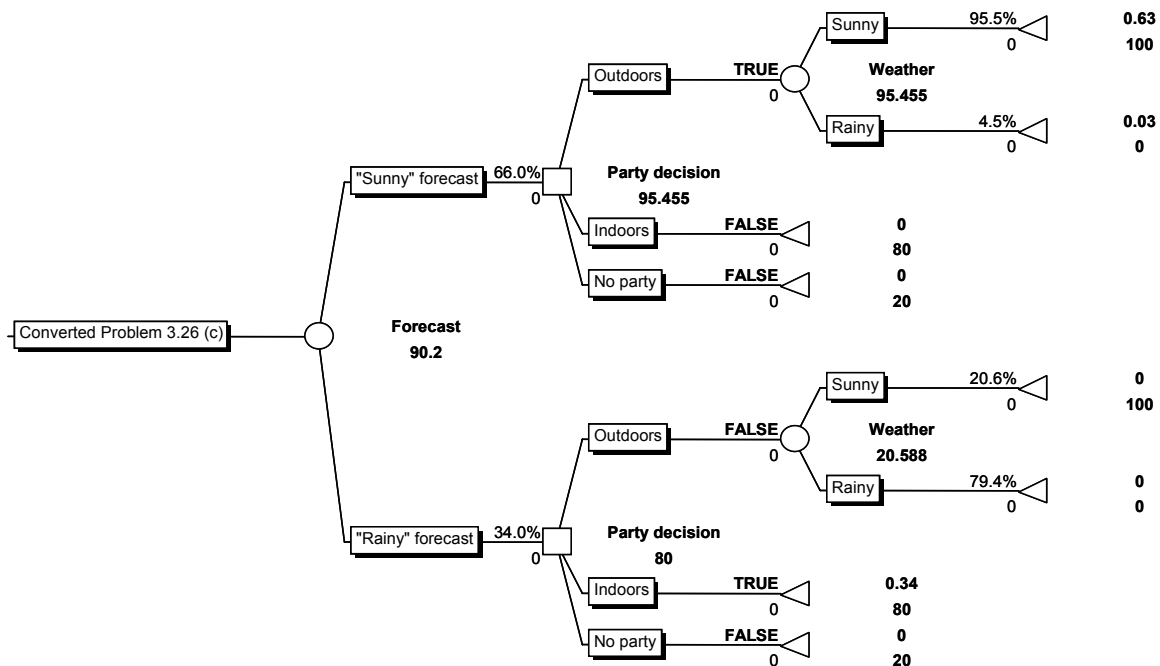 Sunny 95.5% 0.63
0 100
Outdoors TRUE Weather
0 95.455
Rainy 4.5% 0.03
0 0
"Sunny" forecast 66.0% Party decision
0 95.455
Indoors FALSE 0
0 80
No party FALSE 0
0 20
Converted Problem 3.26 (c) Forecast
90.2
Sunny 20.6% 0
0 100
Outdoors FALSE Weather
0 20.588
Rainy 79.4% 0
0 0
"Rainy" forecast 34.0% Party decision
0 80
Indoors TRUE 0.34
0 80
No party FALSE 0
0 20